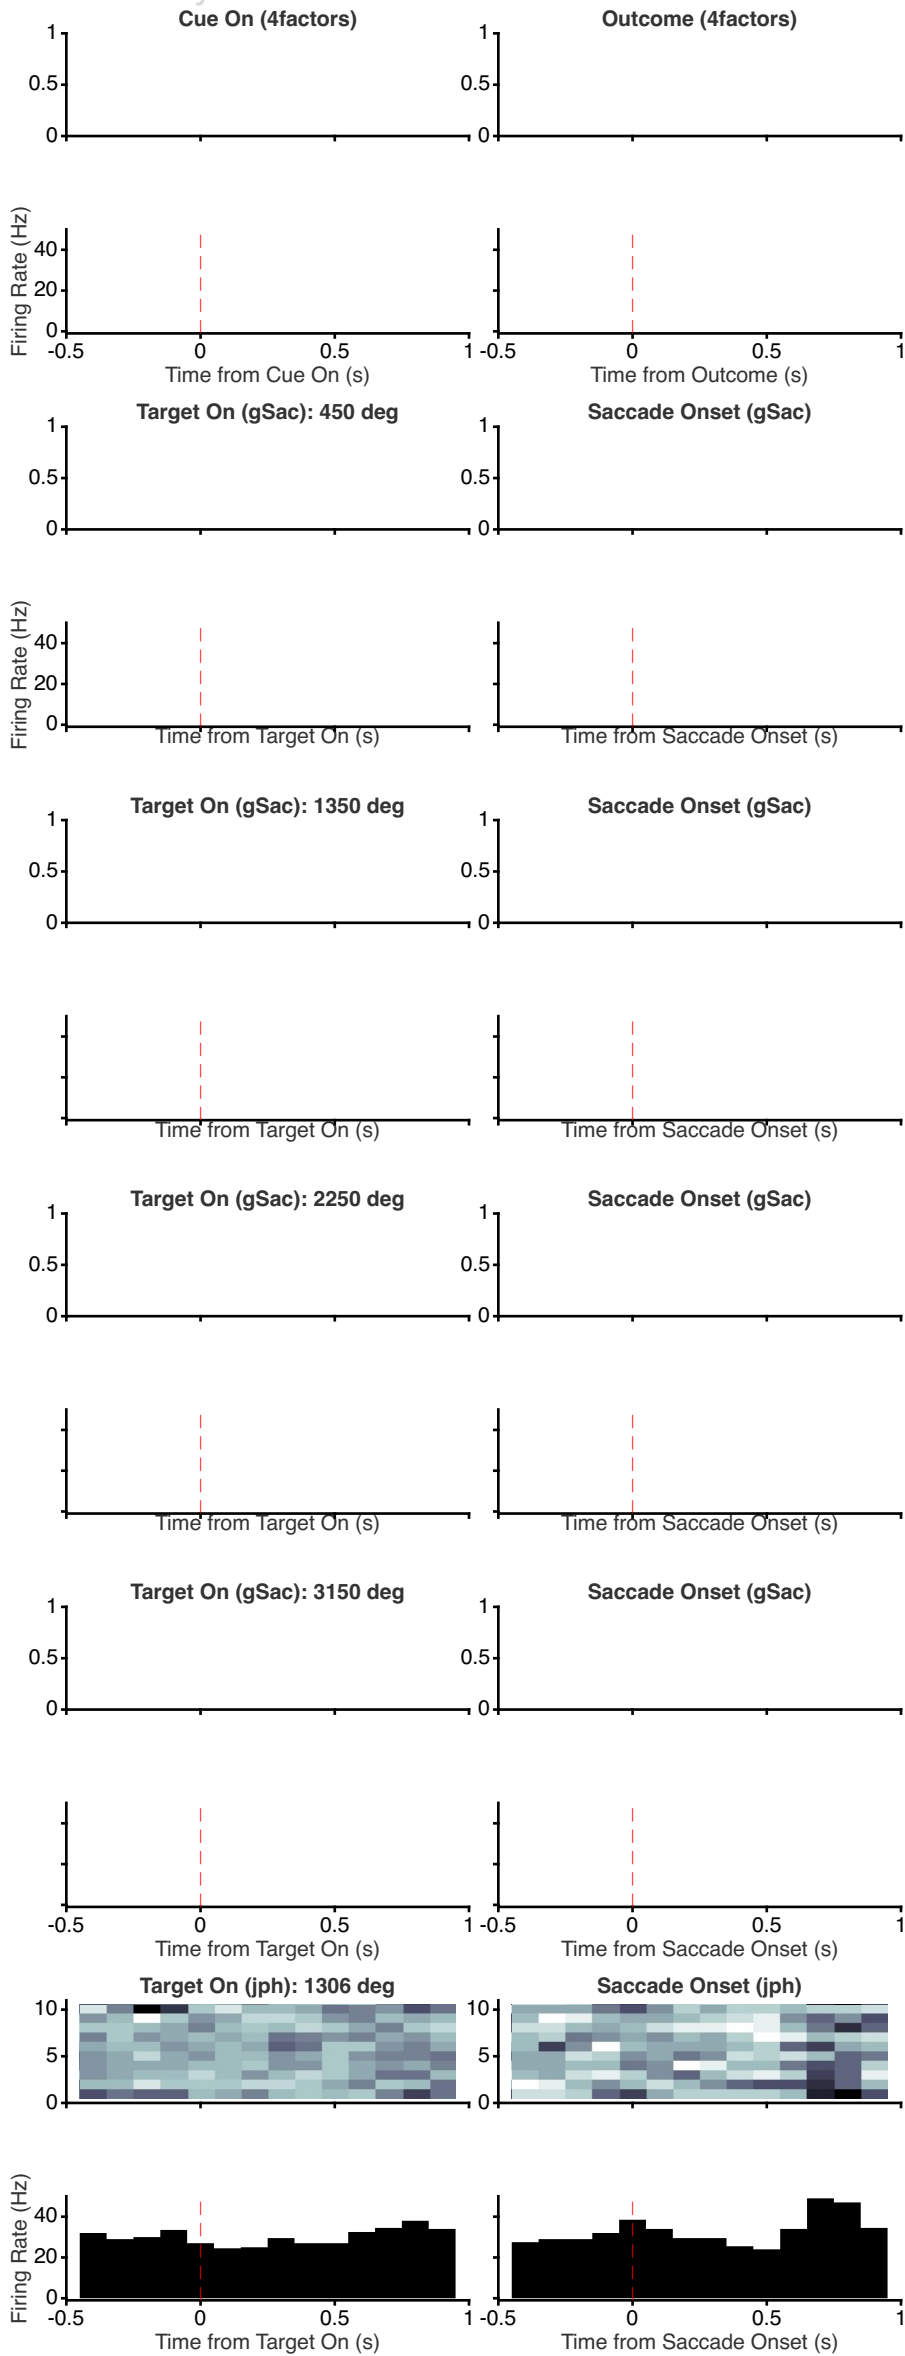 Cue On (4factors) Outcome (4factors)
1 1
0.5 0.5
0 0
Firing Rate (Hz)
40
20
0
-0.5 0 0.5 1 -0.5 0 0.5 1
Time from Cue On (s) Time from Outcome (s)
Target On (gSac): 450 deg Saccade Onset (gSac)
1 1
0.5 0.5
0 0
Firing Rate (Hz)
40
20
0
Time from Target On (s) Time from Saccade Onset (s)
Target On (gSac): 1350 deg Saccade Onset (gSac)
1 1
0.5 0.5
0 0
Time from Target On (s) Time from Saccade Onset (s)
Target On (gSac): 2250 deg Saccade Onset (gSac)
1 1
0.5 0.5
0 0
Time from Target On (s) Time from Saccade Onset (s)
Target On (gSac): 3150 deg Saccade Onset (gSac)
1 1
0.5 0.5
0 0
-0.5 0 0.5 1 -0.5 0 0.5 1
Time from Target On (s) Time from Saccade Onset (s)
Target On (jph): 1306 deg Saccade Onset (jph)
10 10
5 5
0 0
Firing Rate (Hz)
40
20
0
-0.5 0 0.5 1 -0.5 0 0.5 1
Time from Target On (s) Time from Saccade Onset (s)